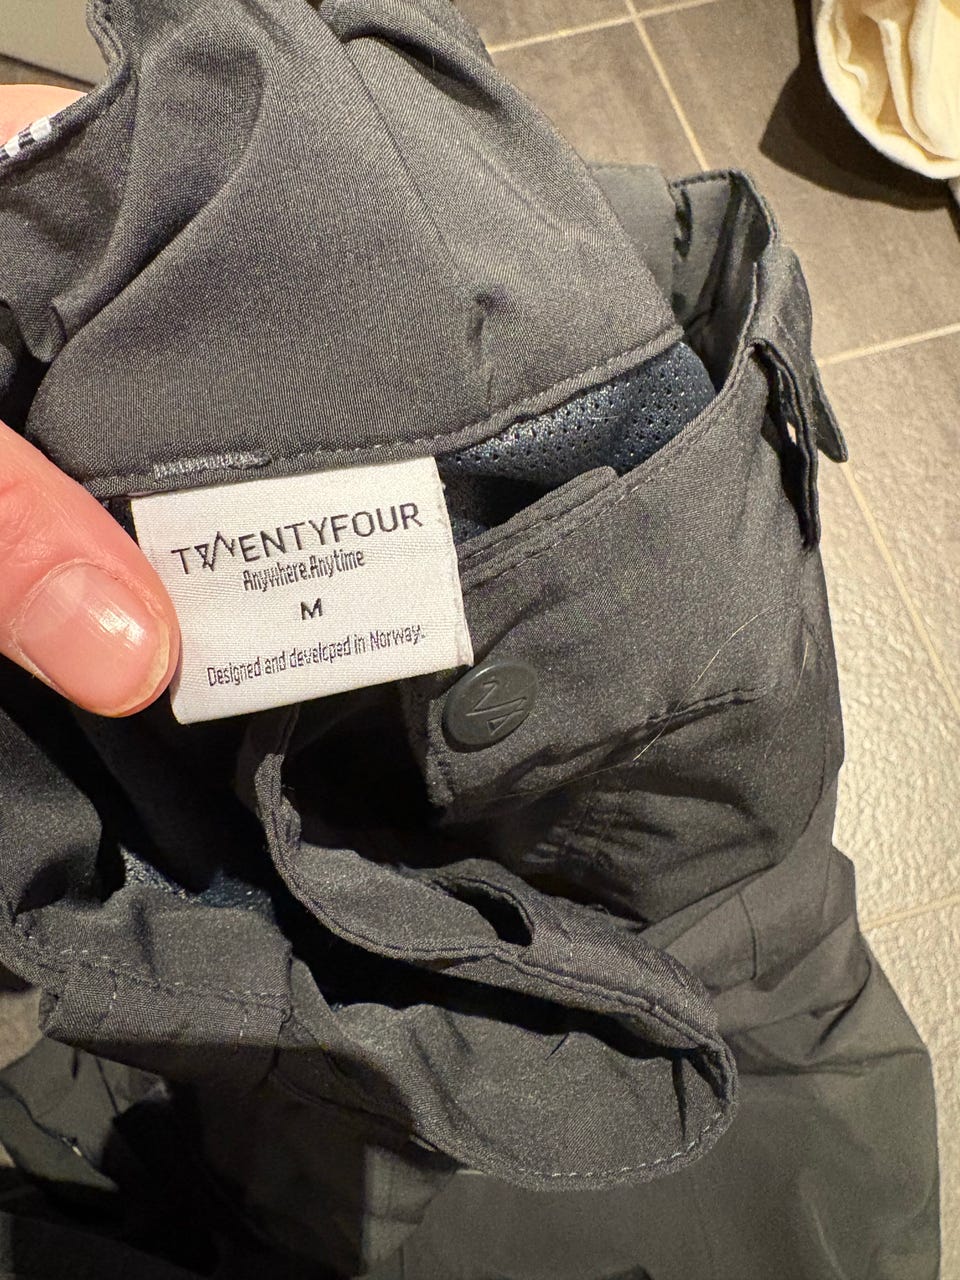 TWENTYFOUR
Anywhere.Anytime
M
Designed and developed in Norway.